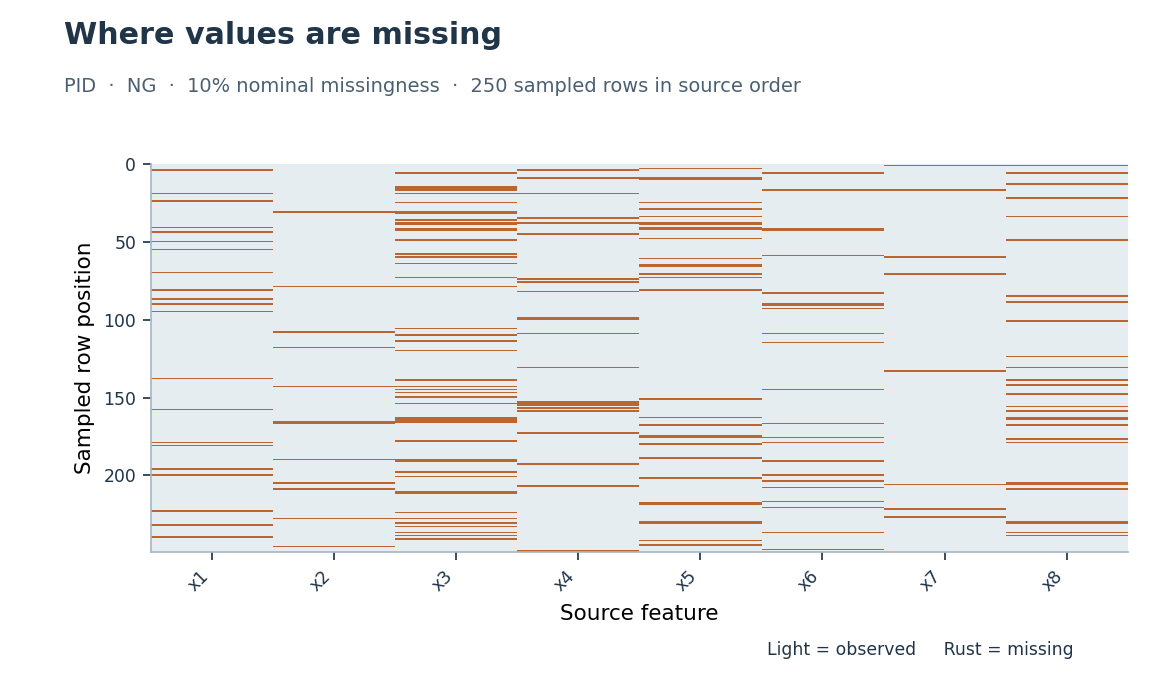 Where values are missing
PID · NG · 10% nominal missingness · 250 sampled rows in source order
0
50
100
150
200
Sampled row position
x1 x2 x3 x4 x5 x6 x7 x8
Source feature
Light = observed Rust = missing